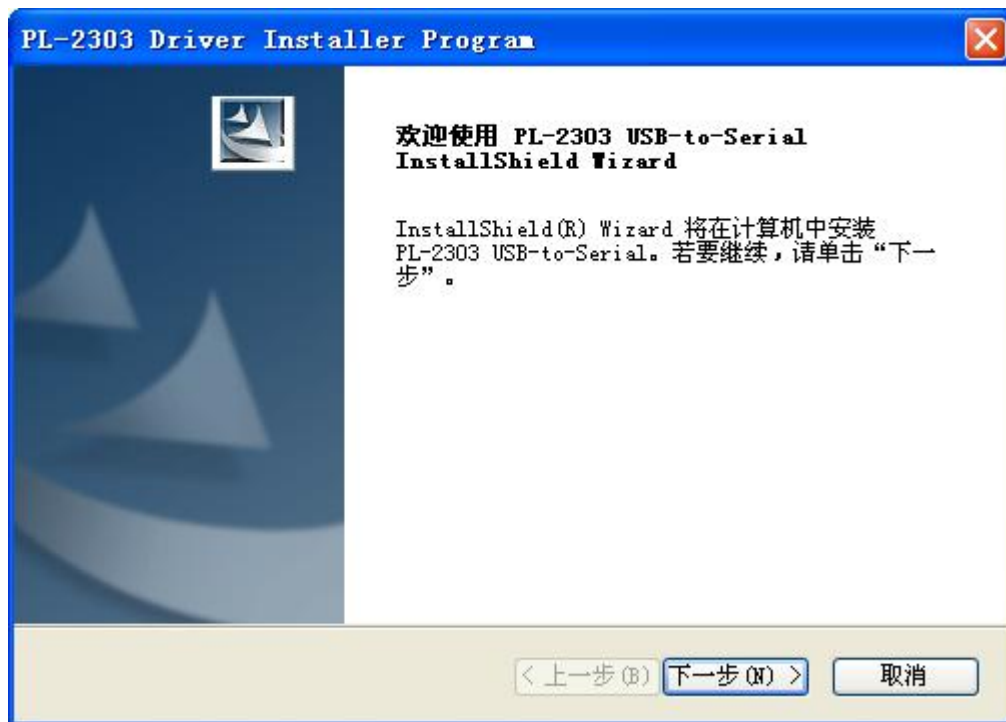 PL-2303 Driver Installer Program
欢迎使用 PL-2303 USB-to-Serial
InstallShield Wizard
InstallShield(R) Wizard 将在计算机中安装
PL-2303 USB-to-Serial。若要继续，请单击“下一
步”。
< 上一步(B) 下一步(N) > 取消